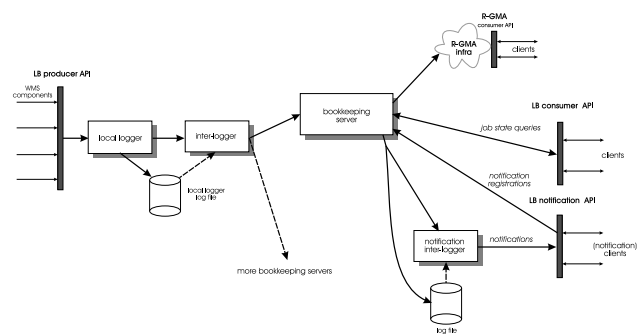 R-GMA
consumer API
R-GMA
infra
clients
LB producer API
WMS
components
local logger
inter-logger
bookkeeping
server
LB consumer API
job state queries
clients
local logger
log file
notification
registrations
LB notification API
notification
inter-logger
notifications
(notification)
clients
more bookkeeping servers
log file